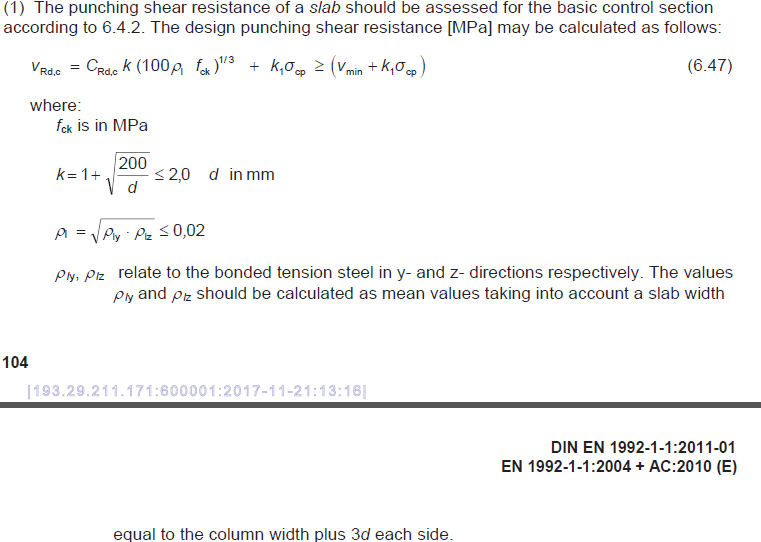 (1) The punching shear resistance of a slab should be assessed for the basic control section
according to 6.4.2. The design punching shear resistance [MPa] may be calculated as follows:
vRd,c = CRd,c k (100 ρl fck)1/3 + k1σcp ≥ (vmin + k1σcp) (6.47)
where:
fck is in MPa
k = 1 + √(200/d) ≤ 2,0 d in mm
ρl = √(ρly · ρlz) ≤ 0,02
ρly, ρlz relate to the bonded tension steel in y- and z- directions respectively. The values
ρly and ρlz should be calculated as mean values taking into account a slab width
104
|193.29.211.171:600001:2017-11-21:13:16|
DIN EN 1992-1-1:2011-01
EN 1992-1-1:2004 + AC:2010 (E)
equal to the column width plus 3d each side.